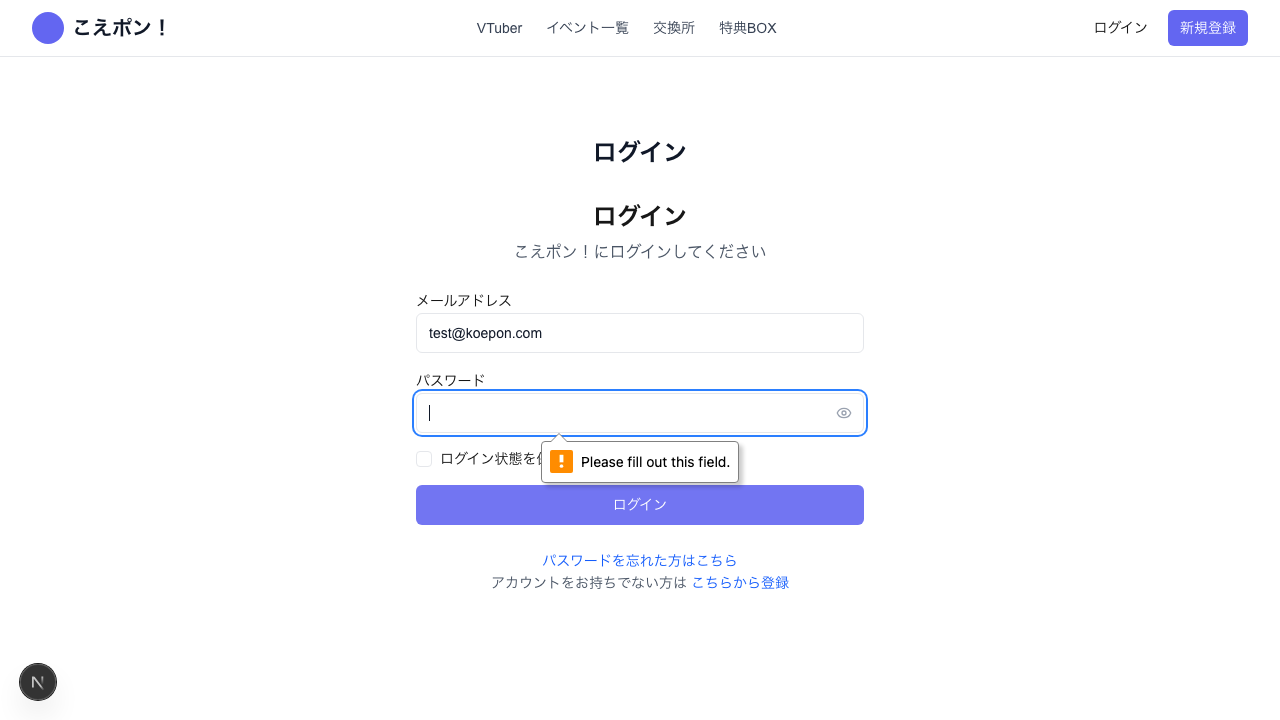 こえポン！
VTuber イベント一覧 交換所 特典BOX
ログイン 新規登録
ログイン
ログイン
こえポン！にログインしてください
メールアドレス
test@koepon.com
パスワード
Please fill out this field.
ログイン状態を
ログイン
パスワードを忘れた方はこちら
アカウントをお持ちでない方は こちらから登録
N